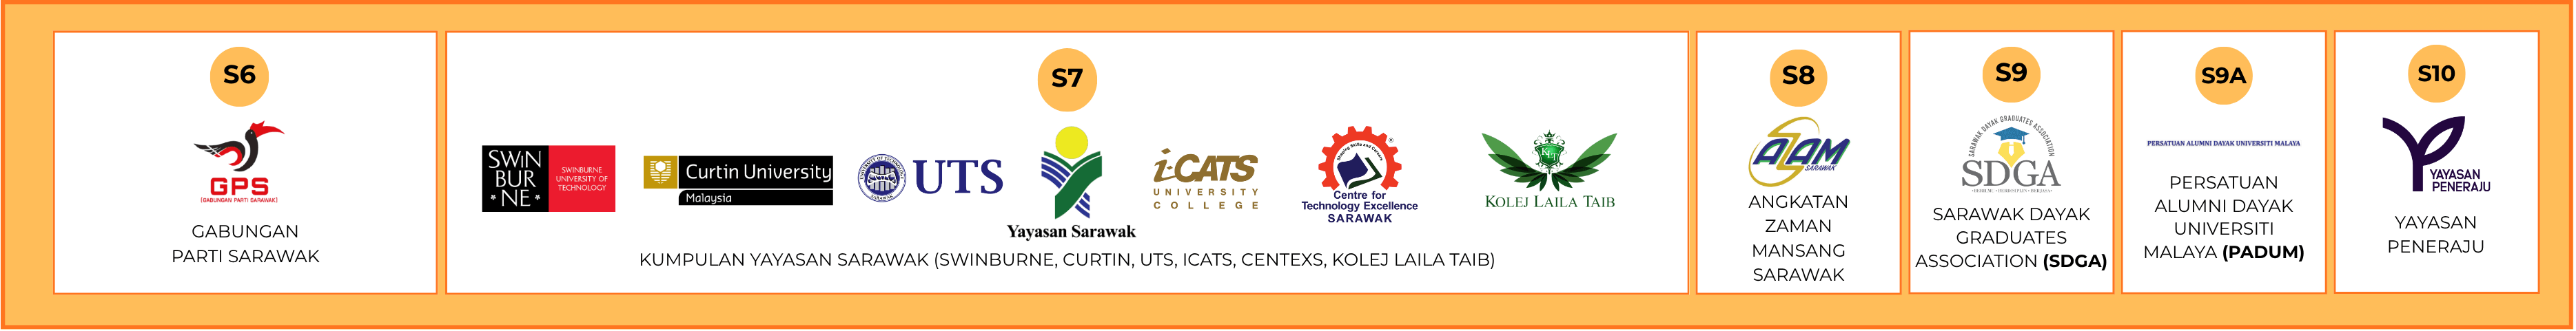 S6
GPS
(GABUNGAN PARTI SARAWAK)
GABUNGAN
PARTI SARAWAK
S7
SWIN
BUR
* NE *
SWINBURNE
UNIVERSITY OF
TECHNOLOGY
Curtin University
Malaysia
UTS
Yayasan Sarawak
i-CATS
UNIVERSITY
COLLEGE
Centre for
Technology Excellence
SARAWAK
KOLEJ LAILA TAIB
KUMPULAN YAYASAN SARAWAK (SWINBURNE, CURTIN, UTS, ICATS, CENTEXS, KOLEJ LAILA TAIB)
S8
AZAM
SARAWAK
ANGKATAN
ZAMAN
MANSANG
SARAWAK
S9
SARAWAK DAYAK GRADUATES ASSOCIATION
SDGA
SARAWAK DAYAK
GRADUATES
ASSOCIATION (SDGA)
S9A
PERSATUAN ALUMNI DAYAK UNIVERSITI MALAYA
PERSATUAN
ALUMNI DAYAK
UNIVERSITI
MALAYA (PADUM)
S10
YAYASAN
PENERAJU
YAYASAN
PENERAJU